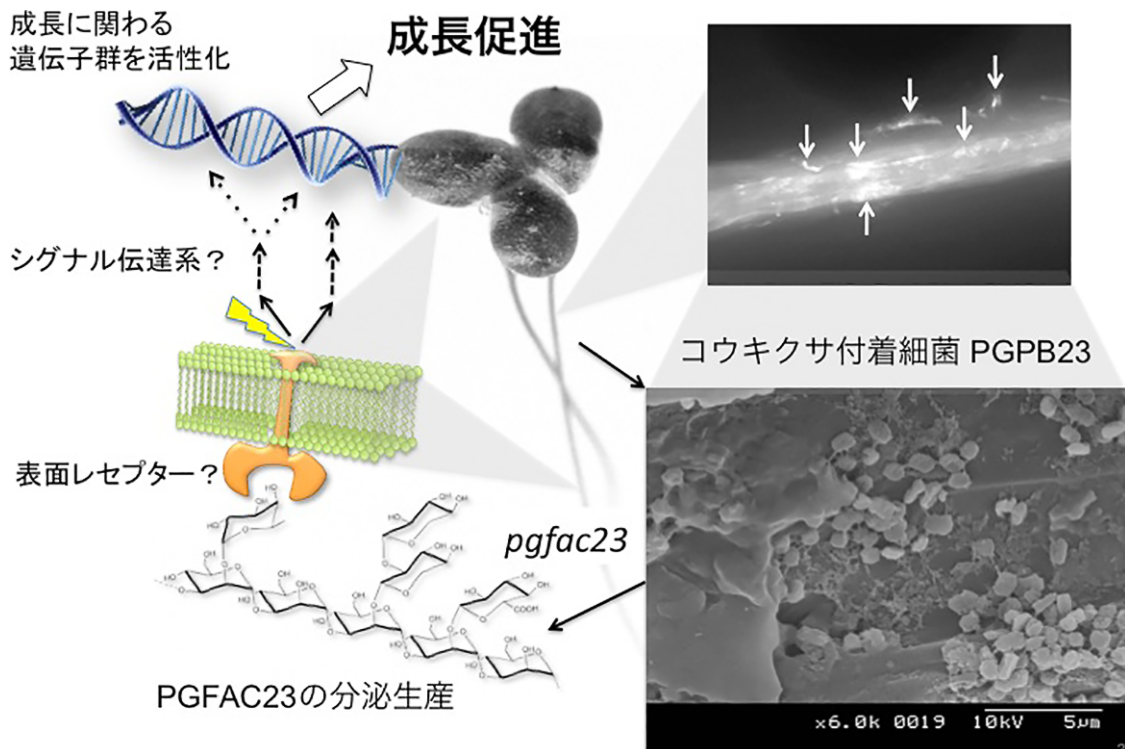 成長に関わる
遺伝子群を活性化
成長促進
シグナル伝達系？
コウキクサ付着細菌 PGPB23
表面レセプター？
pgfac23
PGFAC23の分泌生産
x6.0k 0019 10kV 5μm